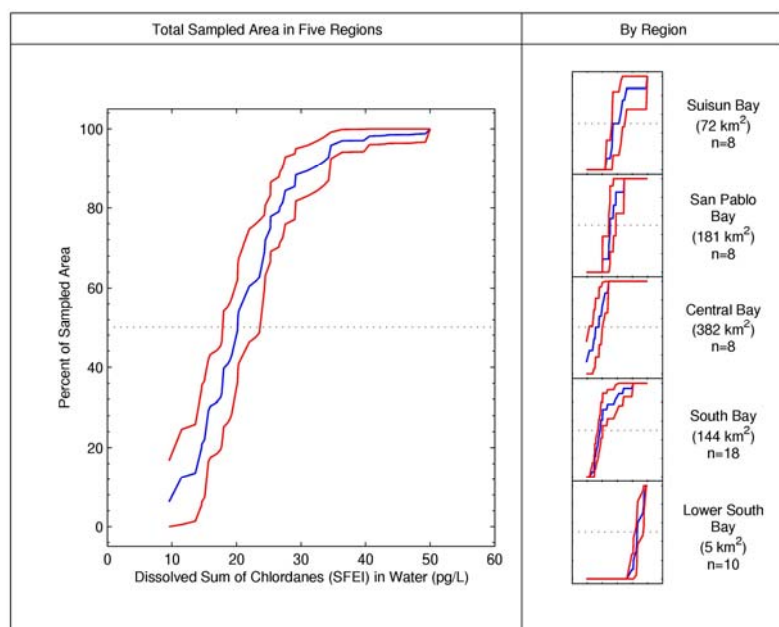 Total Sampled Area in Five Regions
By Region
Percent of Sampled Area
100
80
60
40
20
0
0 10 20 30 40 50 60
Dissolved Sum of Chlordanes (SFEI) in Water (pg/L)
Suisun Bay
(72 km²)
n=8
San Pablo
Bay
(181 km²)
n=8
Central Bay
(382 km²)
n=8
South Bay
(144 km²)
n=18
Lower South
Bay
(5 km²)
n=10